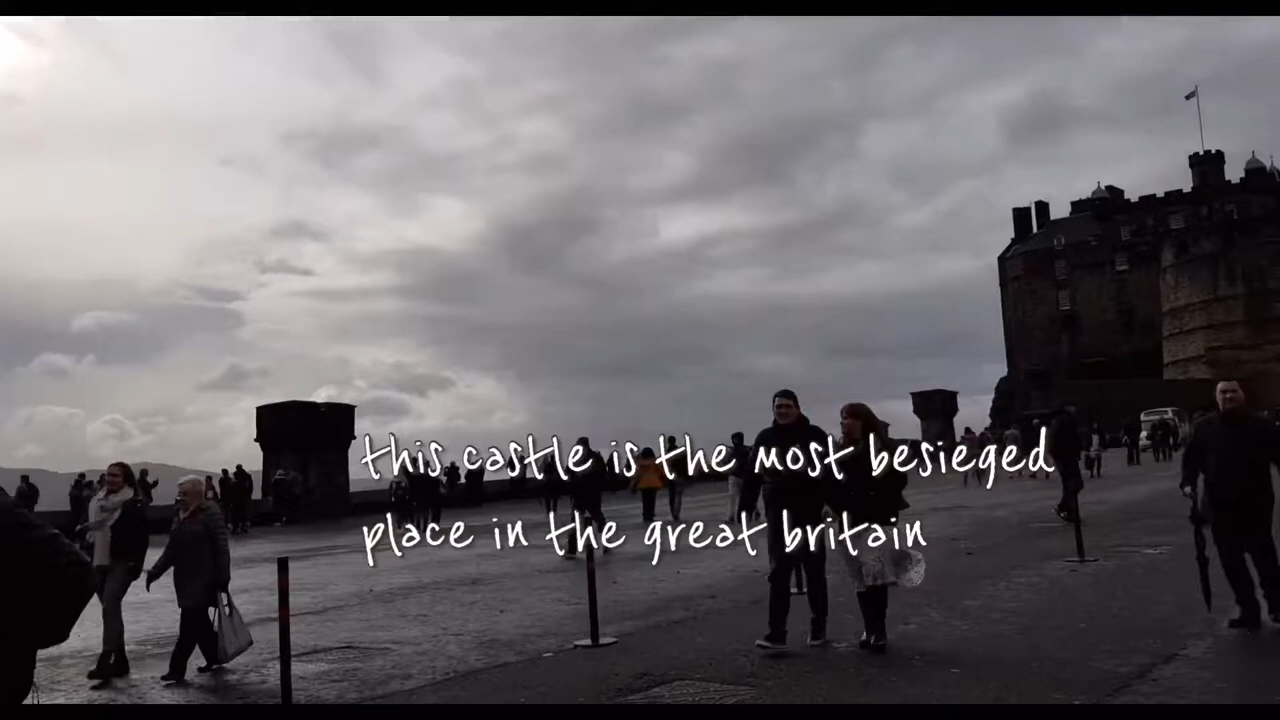 this castle is the most besieged
place in the great britain